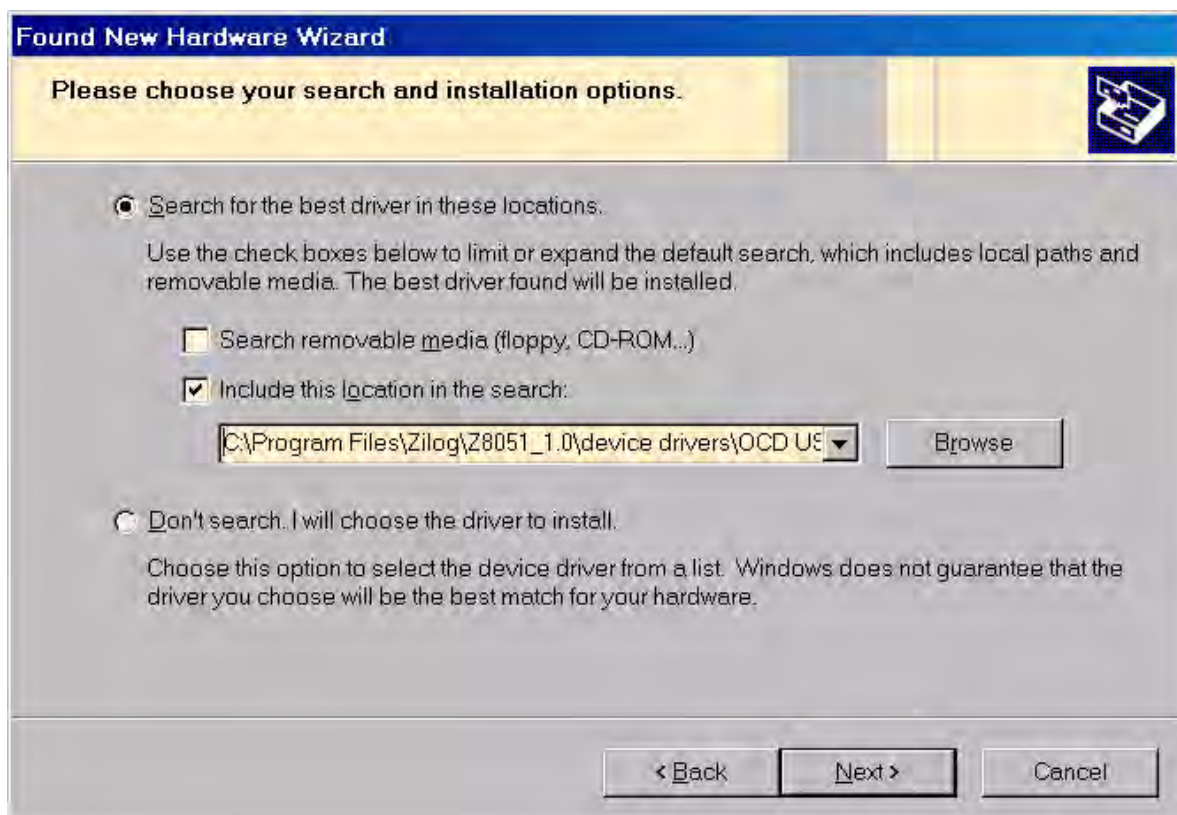 Found New Hardware Wizard
Please choose your search and installation options.
Search for the best driver in these locations.
Use the check boxes below to limit or expand the default search, which includes local paths and
removable media. The best driver found will be installed.
Search removable media (floppy, CD-ROM...)
Include this location in the search:
C:\Program Files\Zilog\Z8051_1.0\device drivers\OCD US
Browse
Don't search. I will choose the driver to install.
Choose this option to select the device driver from a list. Windows does not guarantee that the
driver you choose will be the best match for your hardware.
< Back Next > Cancel